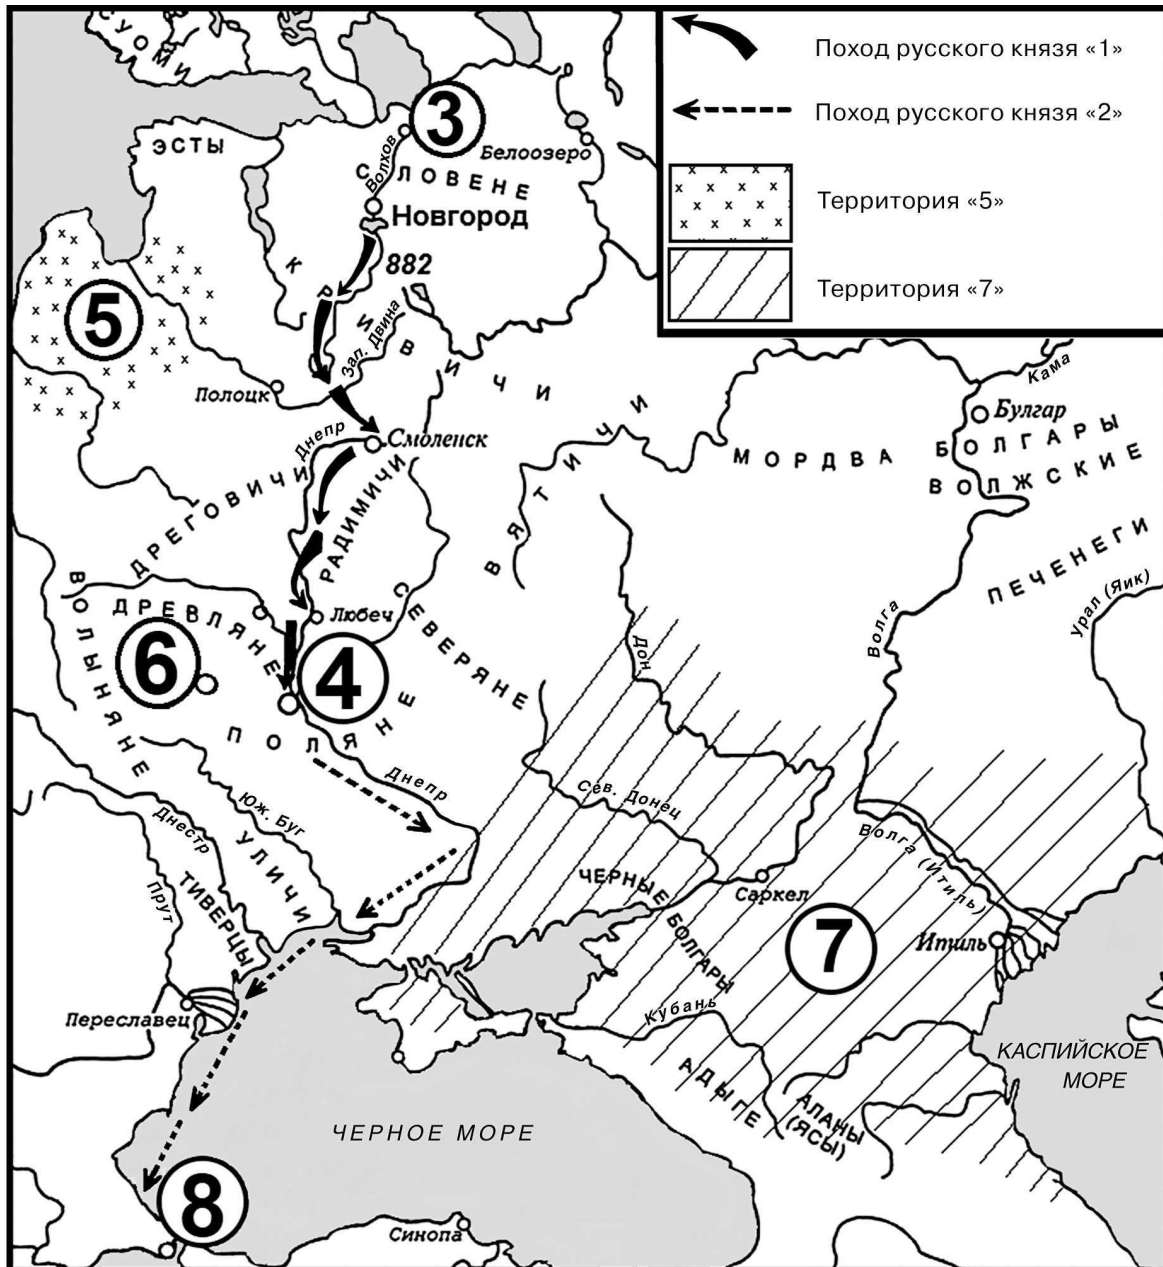 Поход русского князя «1»
Поход русского князя «2»
Территория «5»
Территория «7»
СУОМИ
3
ЭСТЫ
Волхов
Белоозеро
СЛОВЕНЕ
Новгород
882
КРИВИЧИ
5
Зап. Двина
Полоцк
Кама
Булгар
Днепр
Смоленск
БОЛГАРЫ
ВОЛЖСКИЕ
МОРДВА
ВЯТИЧИ
ДРЕГОВИЧИ
РАДИМИЧИ
ПЕЧЕНЕГИ
Урал (Яик)
Волга
ВОЛЫНЯНЕ
ДРЕВЛЯНЕ
Любеч
СЕВЕРЯНЕ
Дон
6
4
ПОЛЯНЕ
Днепр
Сев. Донец
Юж. Буг
Днестр
УЛИЧИ
Волга (Итиль)
Прут
ТИВЕРЦЫ
ЧЕРНЫЕ
БОЛГАРЫ
Саркел
7
Итиль
Переславец
Кубань
АДЫГЕ
АЛАНЫ
(ЯСЫ)
КАСПИЙСКОЕ
МОРЕ
ЧЕРНОЕ МОРЕ
8
Синопа